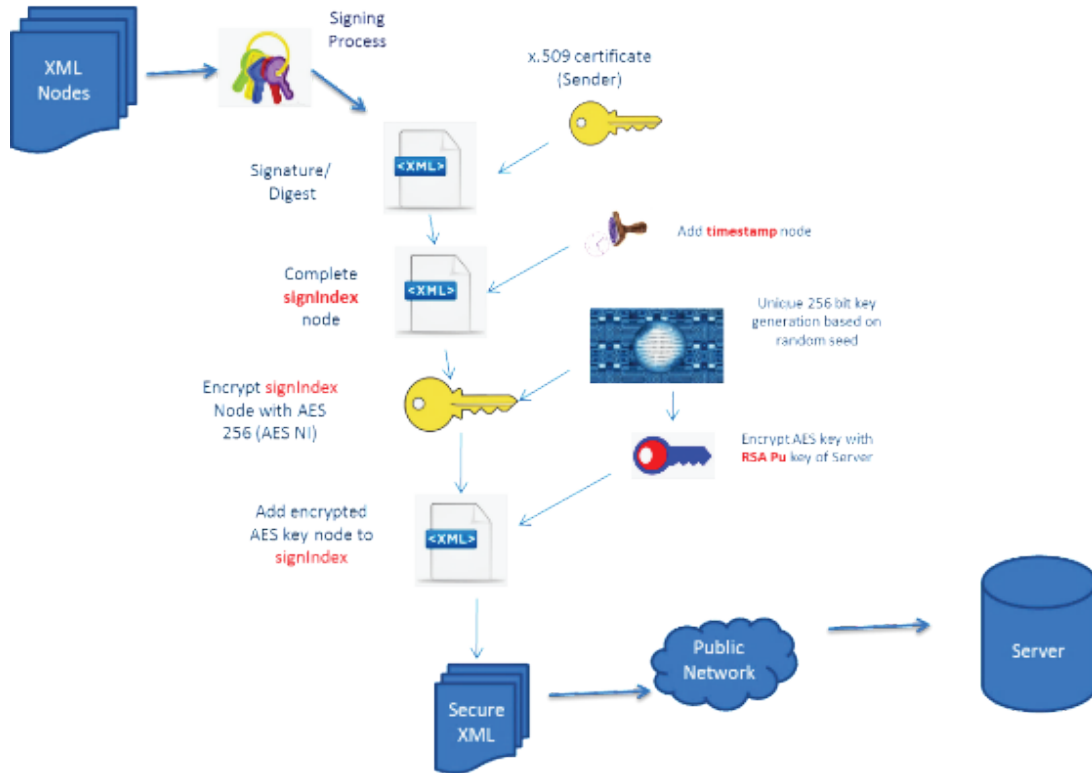 XML
Nodes
Signing
Process
x.509 certificate
(Sender)
<XML>
Signature/
Digest
Add timestamp node
<XML>
Complete
signIndex
node
Unique 256 bit key
generation based on
random seed
Encrypt signIndex
Node with AES
256 (AES NI)
Encrypt AES key with
RSA Pu key of Server
Add encrypted
AES key node to
signIndex
<XML>
Public
Network
Server
Secure
XML